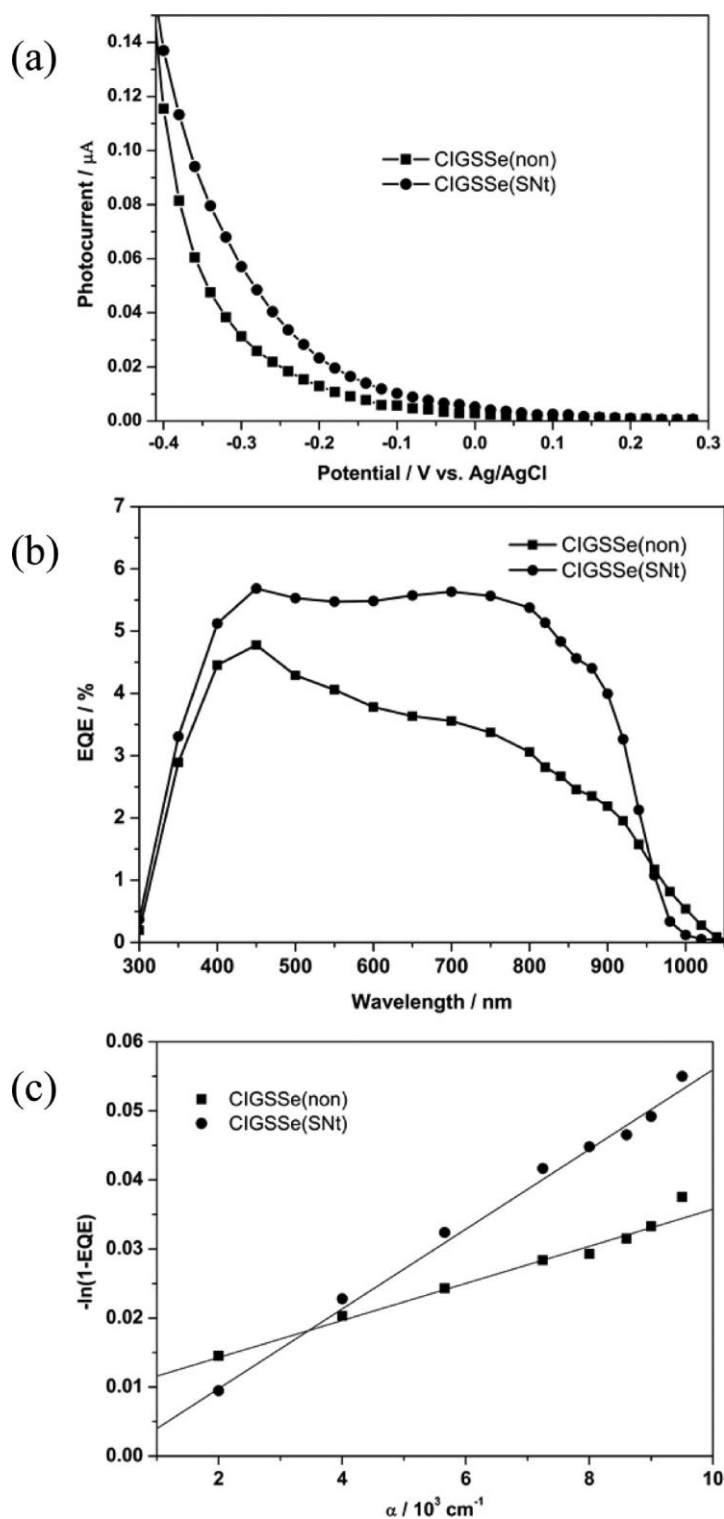 (a)
0.14
0.12
0.10
0.08
0.06
0.04
0.02
0.00
Photocurrent / μA
CIGSSe(non)
CIGSSe(SNt)
-0.4 -0.3 -0.2 -0.1 0.0 0.1 0.2 0.3
Potential / V vs. Ag/AgCl
(b)
7
6
5
4
3
2
1
0
EQE / %
CIGSSe(non)
CIGSSe(SNt)
300 400 500 600 700 800 900 1000
Wavelength / nm
(c)
0.06
0.05
0.04
0.03
0.02
0.01
0.00
-ln(1-EQE)
CIGSSe(non)
CIGSSe(SNt)
2 4 6 8 10
α / 10³ cm⁻¹